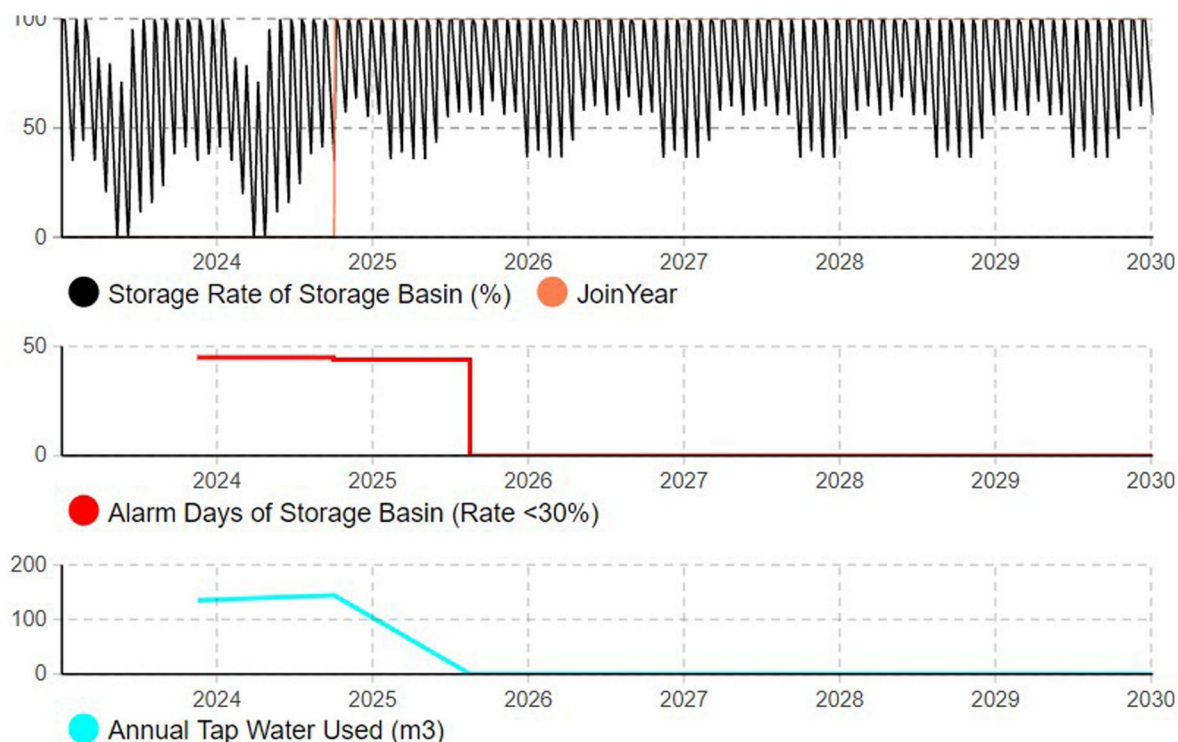 100
50
0
2024 2025 2026 2027 2028 2029 2030
Storage Rate of Storage Basin (%) JoinYear
50
0
2024 2025 2026 2027 2028 2029 2030
Alarm Days of Storage Basin (Rate <30%)
200
100
0
2024 2025 2026 2027 2028 2029 2030
Annual Tap Water Used (m3)